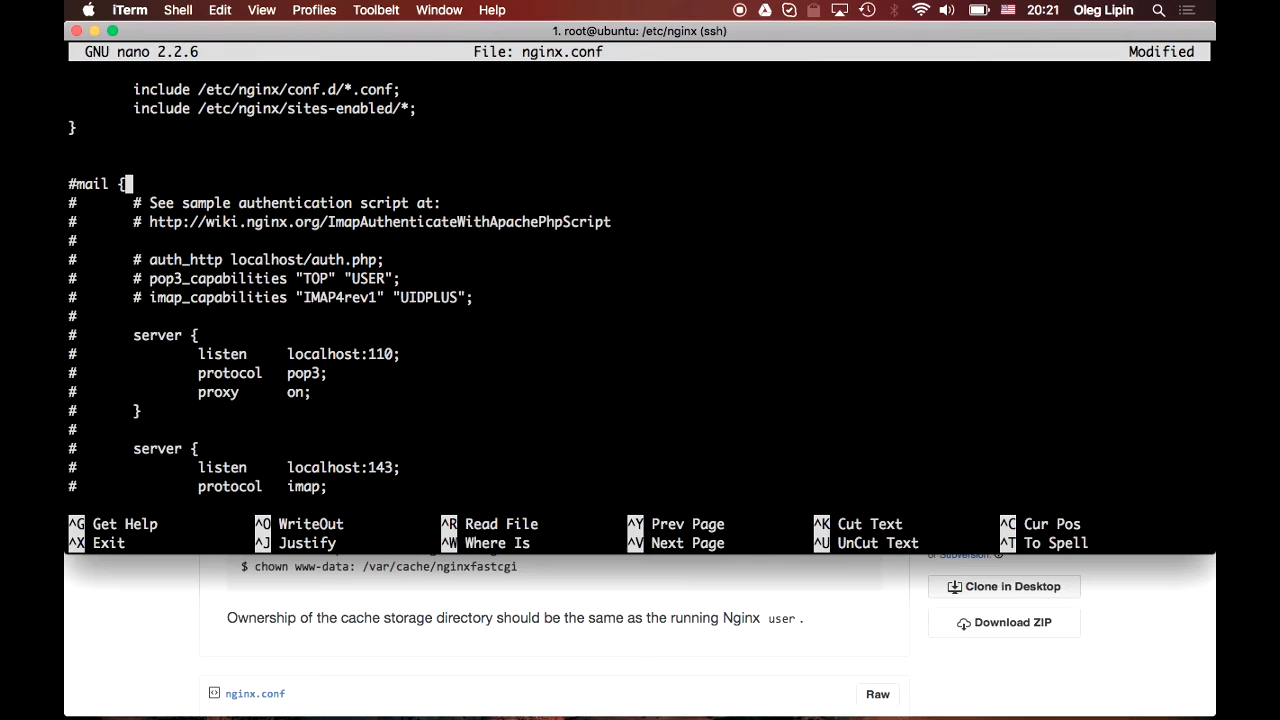 iTerm Shell Edit View Profiles Toolbelt Window Help 20:21 Oleg Lipin
1. root@ubuntu: /etc/nginx (ssh)
GNU nano 2.2.6 File: nginx.conf Modified
include /etc/nginx/conf.d/*.conf;
include /etc/nginx/sites-enabled/*;
}
#mail {
# # See sample authentication script at:
# # http://wiki.nginx.org/ImapAuthenticateWithApachePhpScript
#
# # auth_http localhost/auth.php;
# # pop3_capabilities "TOP" "USER";
# # imap_capabilities "IMAP4rev1" "UIDPLUS";
#
# server {
# listen localhost:110;
# protocol pop3;
# proxy on;
# }
#
# server {
# listen localhost:143;
# protocol imap;
^G Get Help ^O WriteOut ^R Read File ^Y Prev Page ^K Cut Text ^C Cur Pos
^X Exit ^J Justify ^W Where Is ^V Next Page ^U UnCut Text ^T To Spell
or Subversion.
$ chown www-data: /var/cache/nginxfastcgi
Clone in Desktop
Ownership of the cache storage directory should be the same as the running Nginx user .
Download ZIP
nginx.conf Raw